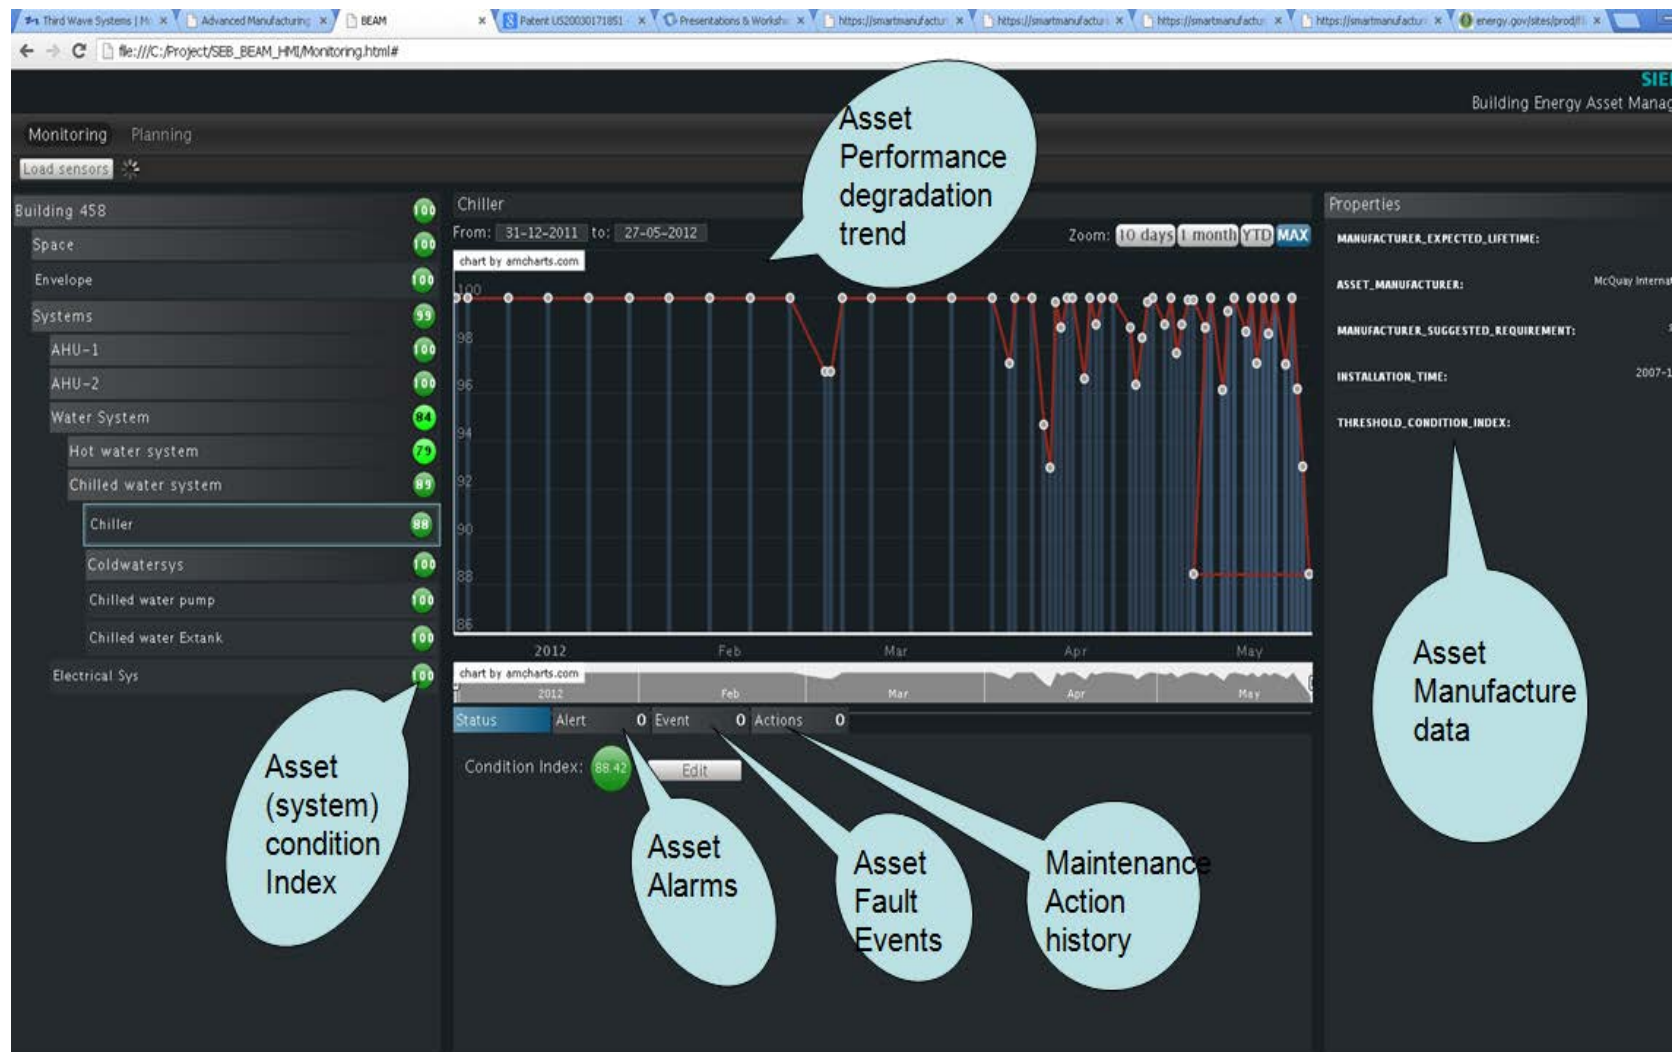 Third Wave Systems | M
Advanced Manufacturing
BEAM
Patent US20030171851
Presentations & Worksh
https://smartmanufactur
https://smartmanufactur
https://smartmanufactur
https://smartmanufactur
energy.gov/sites/prod/fi
file:///C:/Project/SEB_BEAM_HMI/Monitoring.html#
SIE
Building Energy Asset Manag
Monitoring Planning
Load sensors
Building 458 100
Space 100
Envelope 100
Systems 99
AHU-1 100
AHU-2 100
Water System 84
Hot water system 79
Chilled water system 89
Chiller 88
Coldwatersys 100
Chilled water pump 100
Chilled water Extank 100
Electrical Sys 100
Asset
(system)
condition
Index
Chiller
From: 31-12-2011 to: 27-05-2012
Zoom: 10 days 1 month YTD MAX
chart by amcharts.com
100
98
96
94
92
90
88
86
2012 Feb Mar Apr May
chart by amcharts.com
2012 Feb Mar Apr May
Status Alert 0 Event 0 Actions 0
Condition Index: 88.42 Edit
Asset
Performance
degradation
trend
Asset
Alarms
Asset
Fault
Events
Maintenance
Action
history
Properties
MANUFACTURER_EXPECTED_LIFETIME:
ASSET_MANUFACTURER: McQuay Internat
MANUFACTURER_SUGGESTED_REQUIREMENT:
INSTALLATION_TIME: 2007-1
THRESHOLD_CONDITION_INDEX:
Asset
Manufacture
data